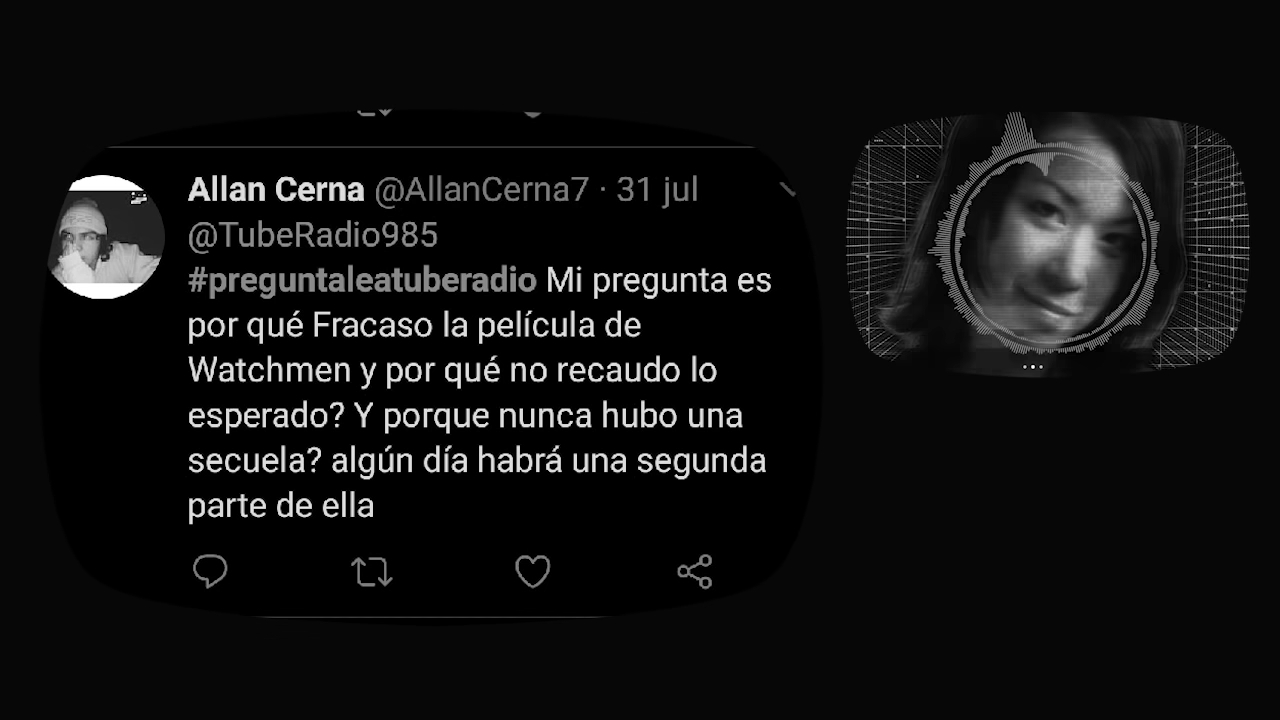 Allan Cerna @AllanCerna7 · 31 jul
@TubeRadio985
#preguntaleatuberadio Mi pregunta es
por qué Fracaso la película de
Watchmen y por qué no recaudo lo
esperado? Y porque nunca hubo una
secuela? algún día habrá una segunda
parte de ella